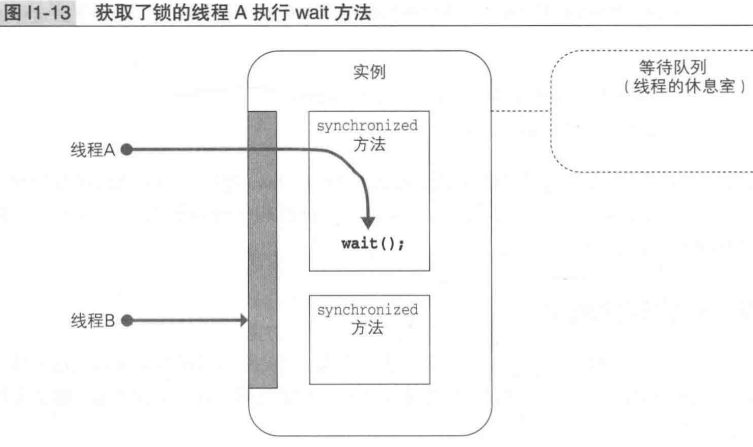 图 I1-13 获取了锁的线程 A 执行 wait 方法
实例
等待队列
(线程的休息室)
synchronized
方法
线程A
wait();
线程B
synchronized
方法